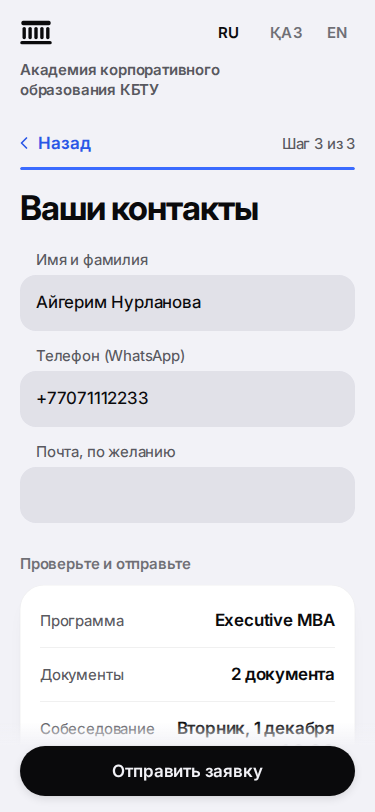 RU ҚАЗ EN
Академия корпоративного
образования КБТУ
Назад Шаг 3 из 3
Ваши контакты
Имя и фамилия
Айгерим Нурланова
Телефон (WhatsApp)
+77071112233
Почта, по желанию
Проверьте и отправьте
Программа Executive MBA
Документы 2 документа
Собеседование Вторник, 1 декабря
Отправить заявку